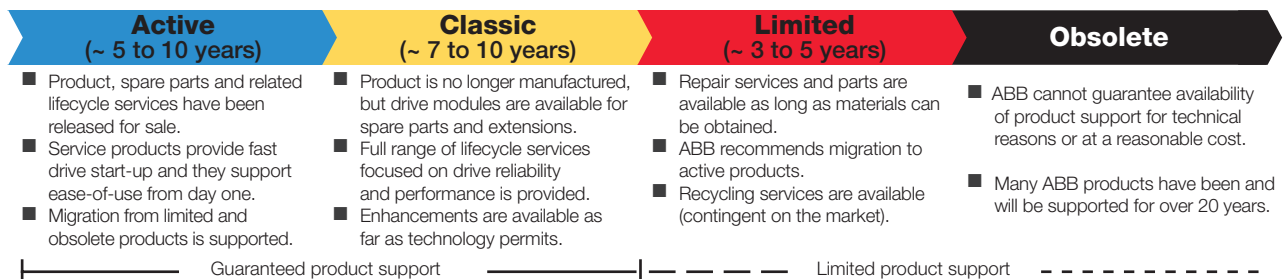 Active
(~ 5 to 10 years)
■ Product, spare parts and related
lifecycle services have been
released for sale.
■ Service products provide fast
drive start-up and they support
ease-of-use from day one.
■ Migration from limited and
obsolete products is supported.
Classic
(~ 7 to 10 years)
■ Product is no longer manufactured,
but drive modules are available for
spare parts and extensions.
■ Full range of lifecycle services
focused on drive reliability
and performance is provided.
■ Enhancements are available as
far as technology permits.
Limited
(~ 3 to 5 years)
■ Repair services and parts are
available as long as materials can
be obtained.
■ ABB recommends migration to
active products.
■ Recycling services are available
(contingent on the market).
Obsolete
■ ABB cannot guarantee availability
of product support for technical
reasons or at a reasonable cost.
■ Many ABB products have been and
will be supported for over 20 years.
Guaranteed product support
Limited product support